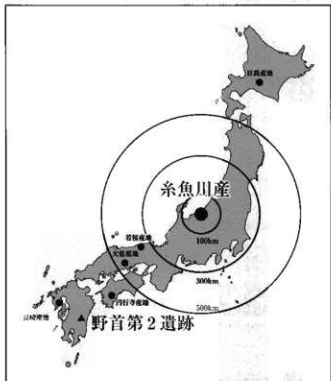 日高産地
糸魚川産
100km
300km
500km
若桜産地
大佐産地
円行寺産地
長崎産地
野首第2遺跡